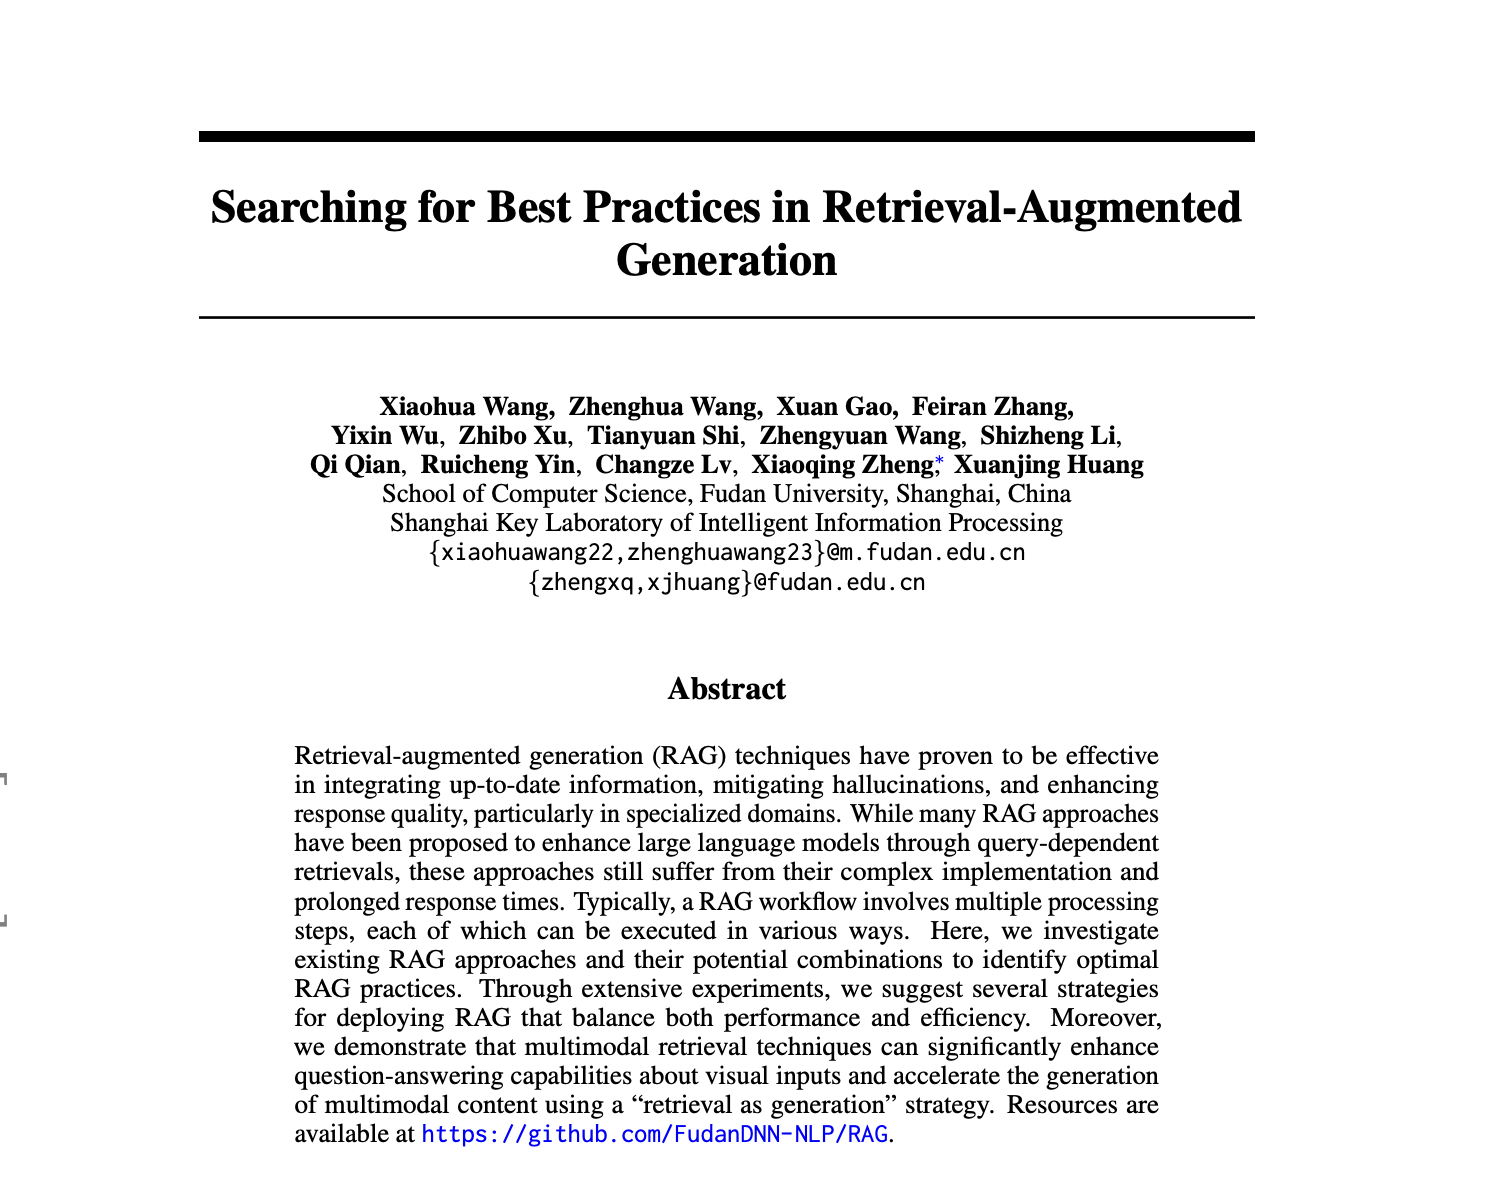 Searching for Best Practices in Retrieval-Augmented
Generation
Xiaohua Wang, Zhenghua Wang, Xuan Gao, Feiran Zhang,
Yixin Wu, Zhibo Xu, Tianyuan Shi, Zhengyuan Wang, Shizheng Li,
Qi Qian, Ruicheng Yin, Changze Lv, Xiaoqing Zheng,* Xuanjing Huang
School of Computer Science, Fudan University, Shanghai, China
Shanghai Key Laboratory of Intelligent Information Processing
{xiaohuawang22,zhenghuawang23}@m.fudan.edu.cn
{zhengxq,xjhuang}@fudan.edu.cn
Abstract
Retrieval-augmented generation (RAG) techniques have proven to be effective
in integrating up-to-date information, mitigating hallucinations, and enhancing
response quality, particularly in specialized domains. While many RAG approaches
have been proposed to enhance large language models through query-dependent
retrievals, these approaches still suffer from their complex implementation and
prolonged response times. Typically, a RAG workflow involves multiple processing
steps, each of which can be executed in various ways. Here, we investigate
existing RAG approaches and their potential combinations to identify optimal
RAG practices. Through extensive experiments, we suggest several strategies
for deploying RAG that balance both performance and efficiency. Moreover,
we demonstrate that multimodal retrieval techniques can significantly enhance
question-answering capabilities about visual inputs and accelerate the generation
of multimodal content using a “retrieval as generation” strategy. Resources are
available at https://github.com/FudanDNN-NLP/RAG.